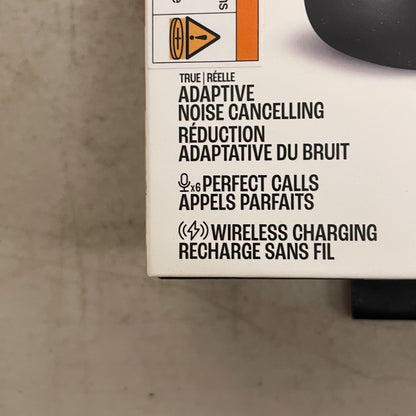 TRUE | RÉELLE
ADAPTIVE
NOISE CANCELLING
RÉDUCTION
ADAPTATIVE DU BRUIT
x6 PERFECT CALLS
APPELS PARFAITS
WIRELESS CHARGING
RECHARGE SANS FIL